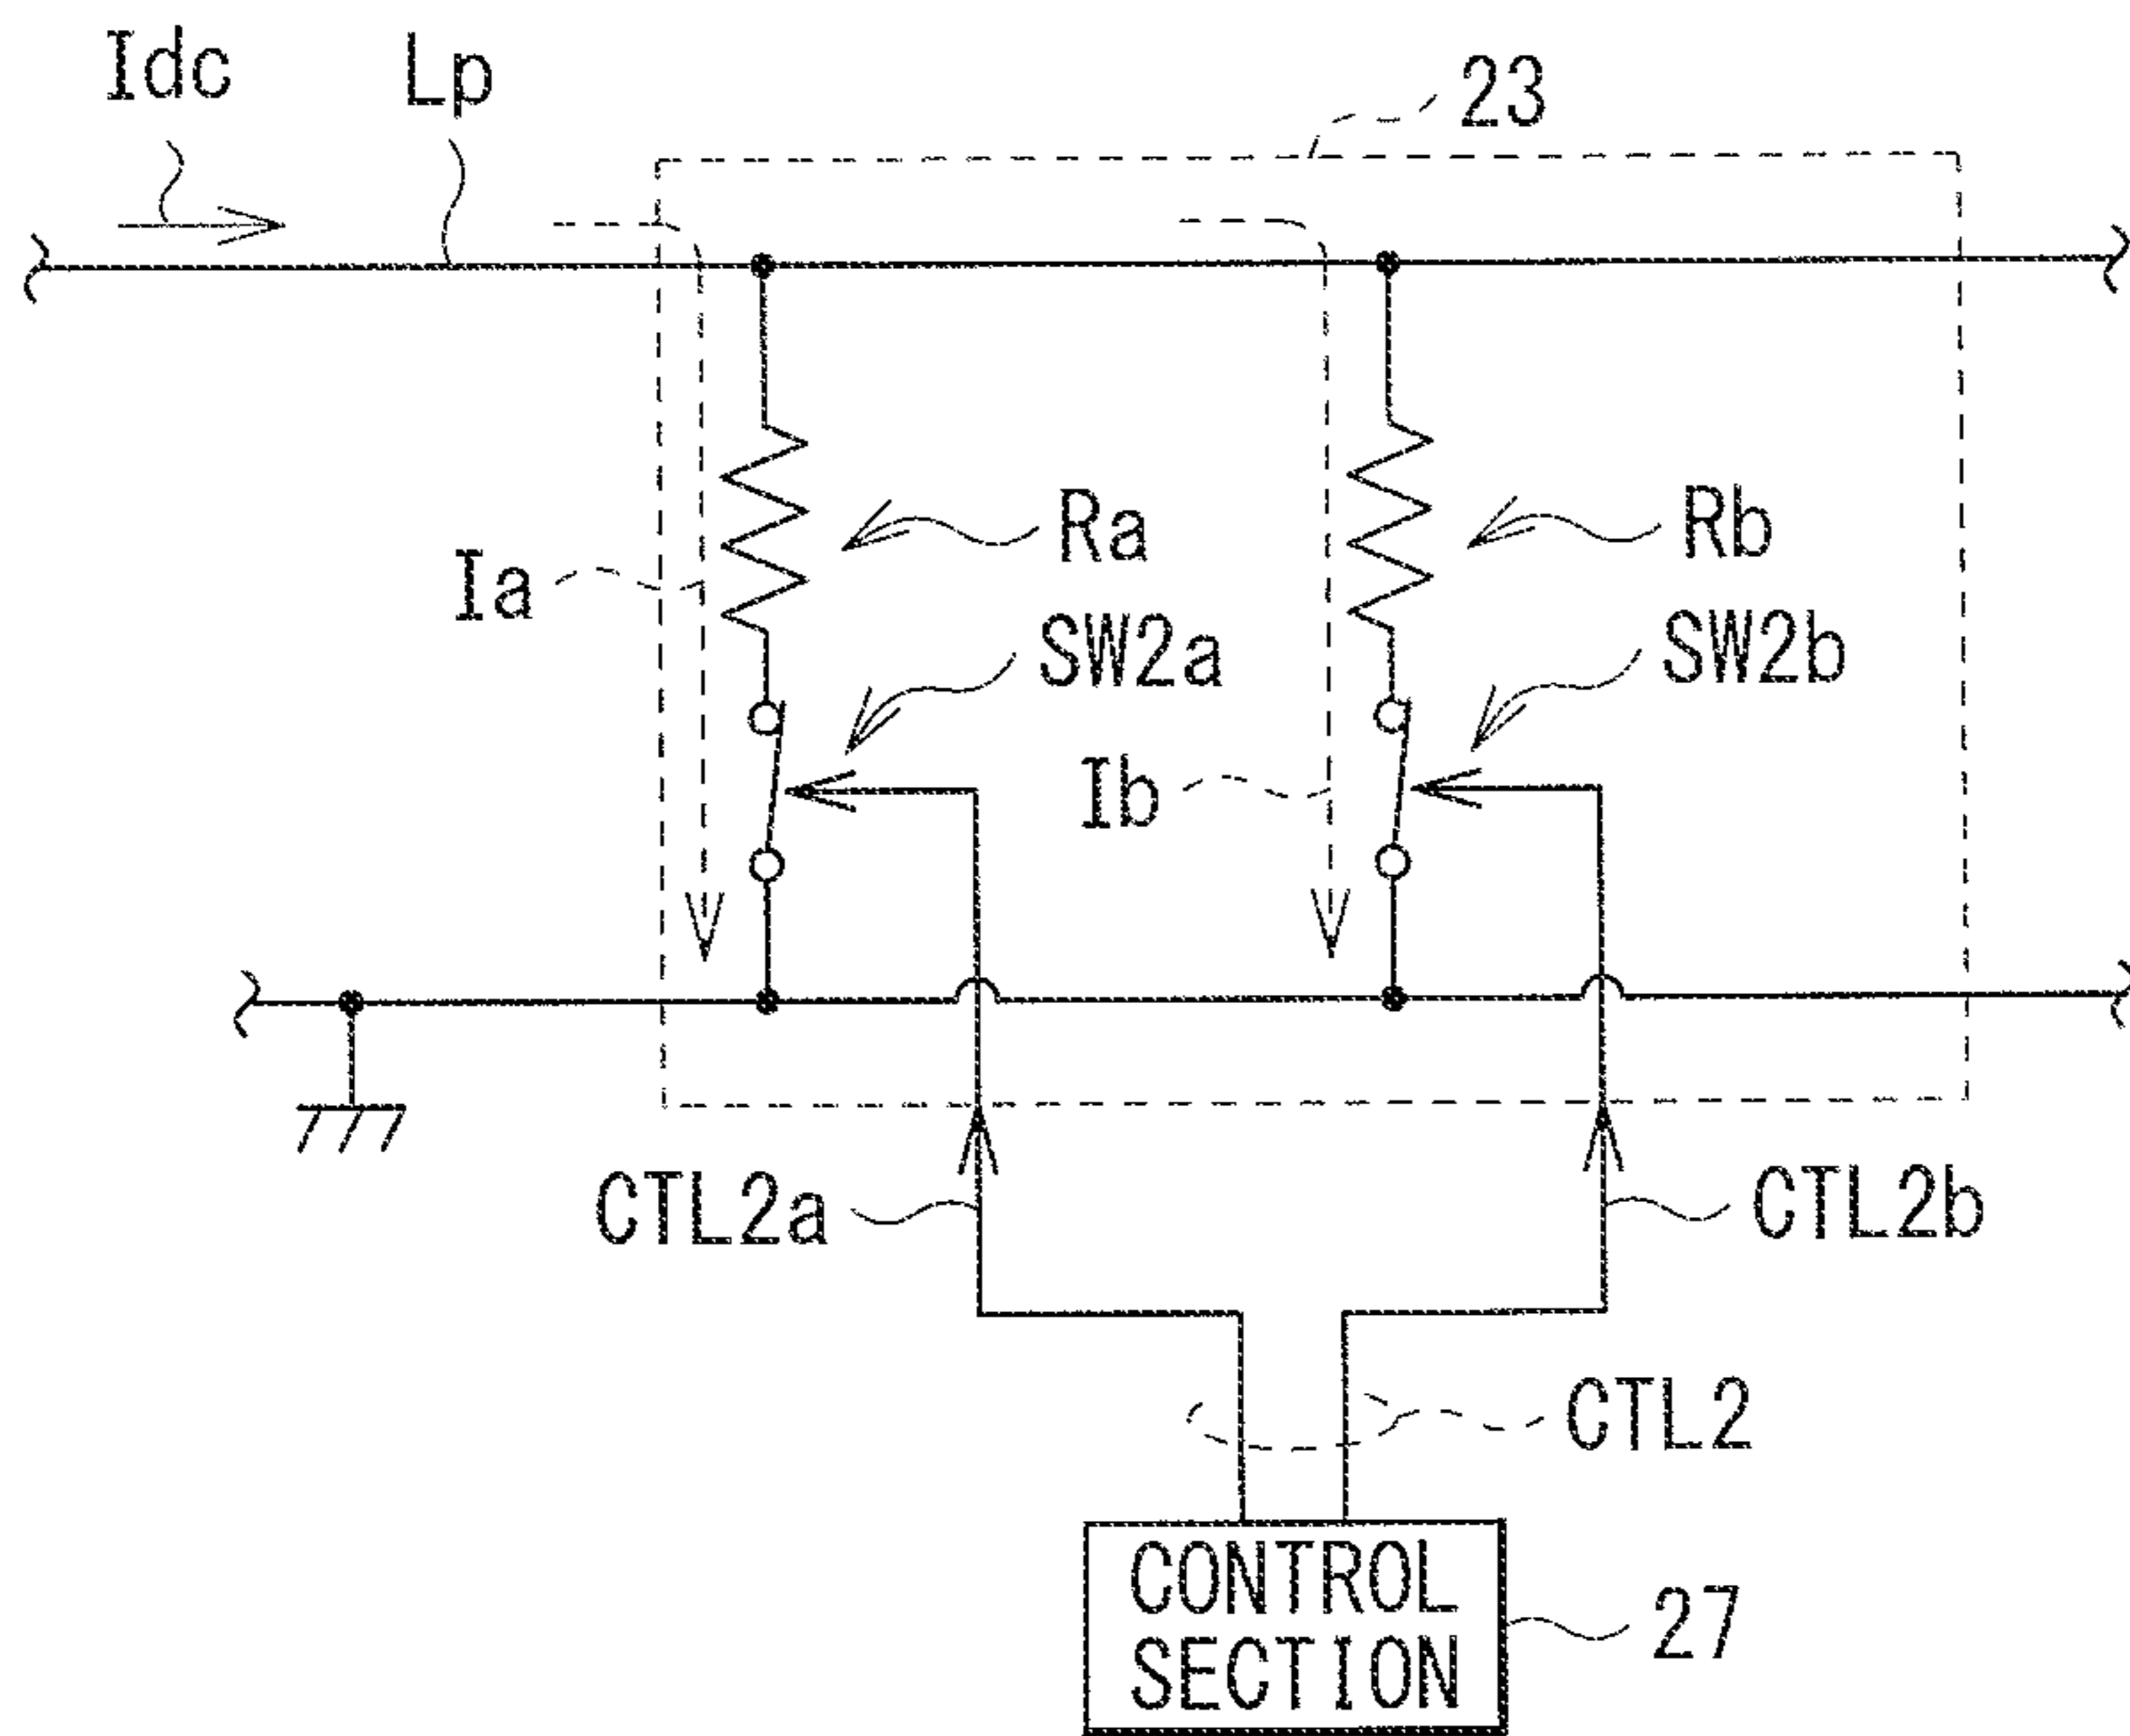 Idc
Lp
23
Ra
Rb
Ia
SW2a
SW2b
Ib
CTL2a
CTL2b
CTL2
CONTROL
SECTION
27